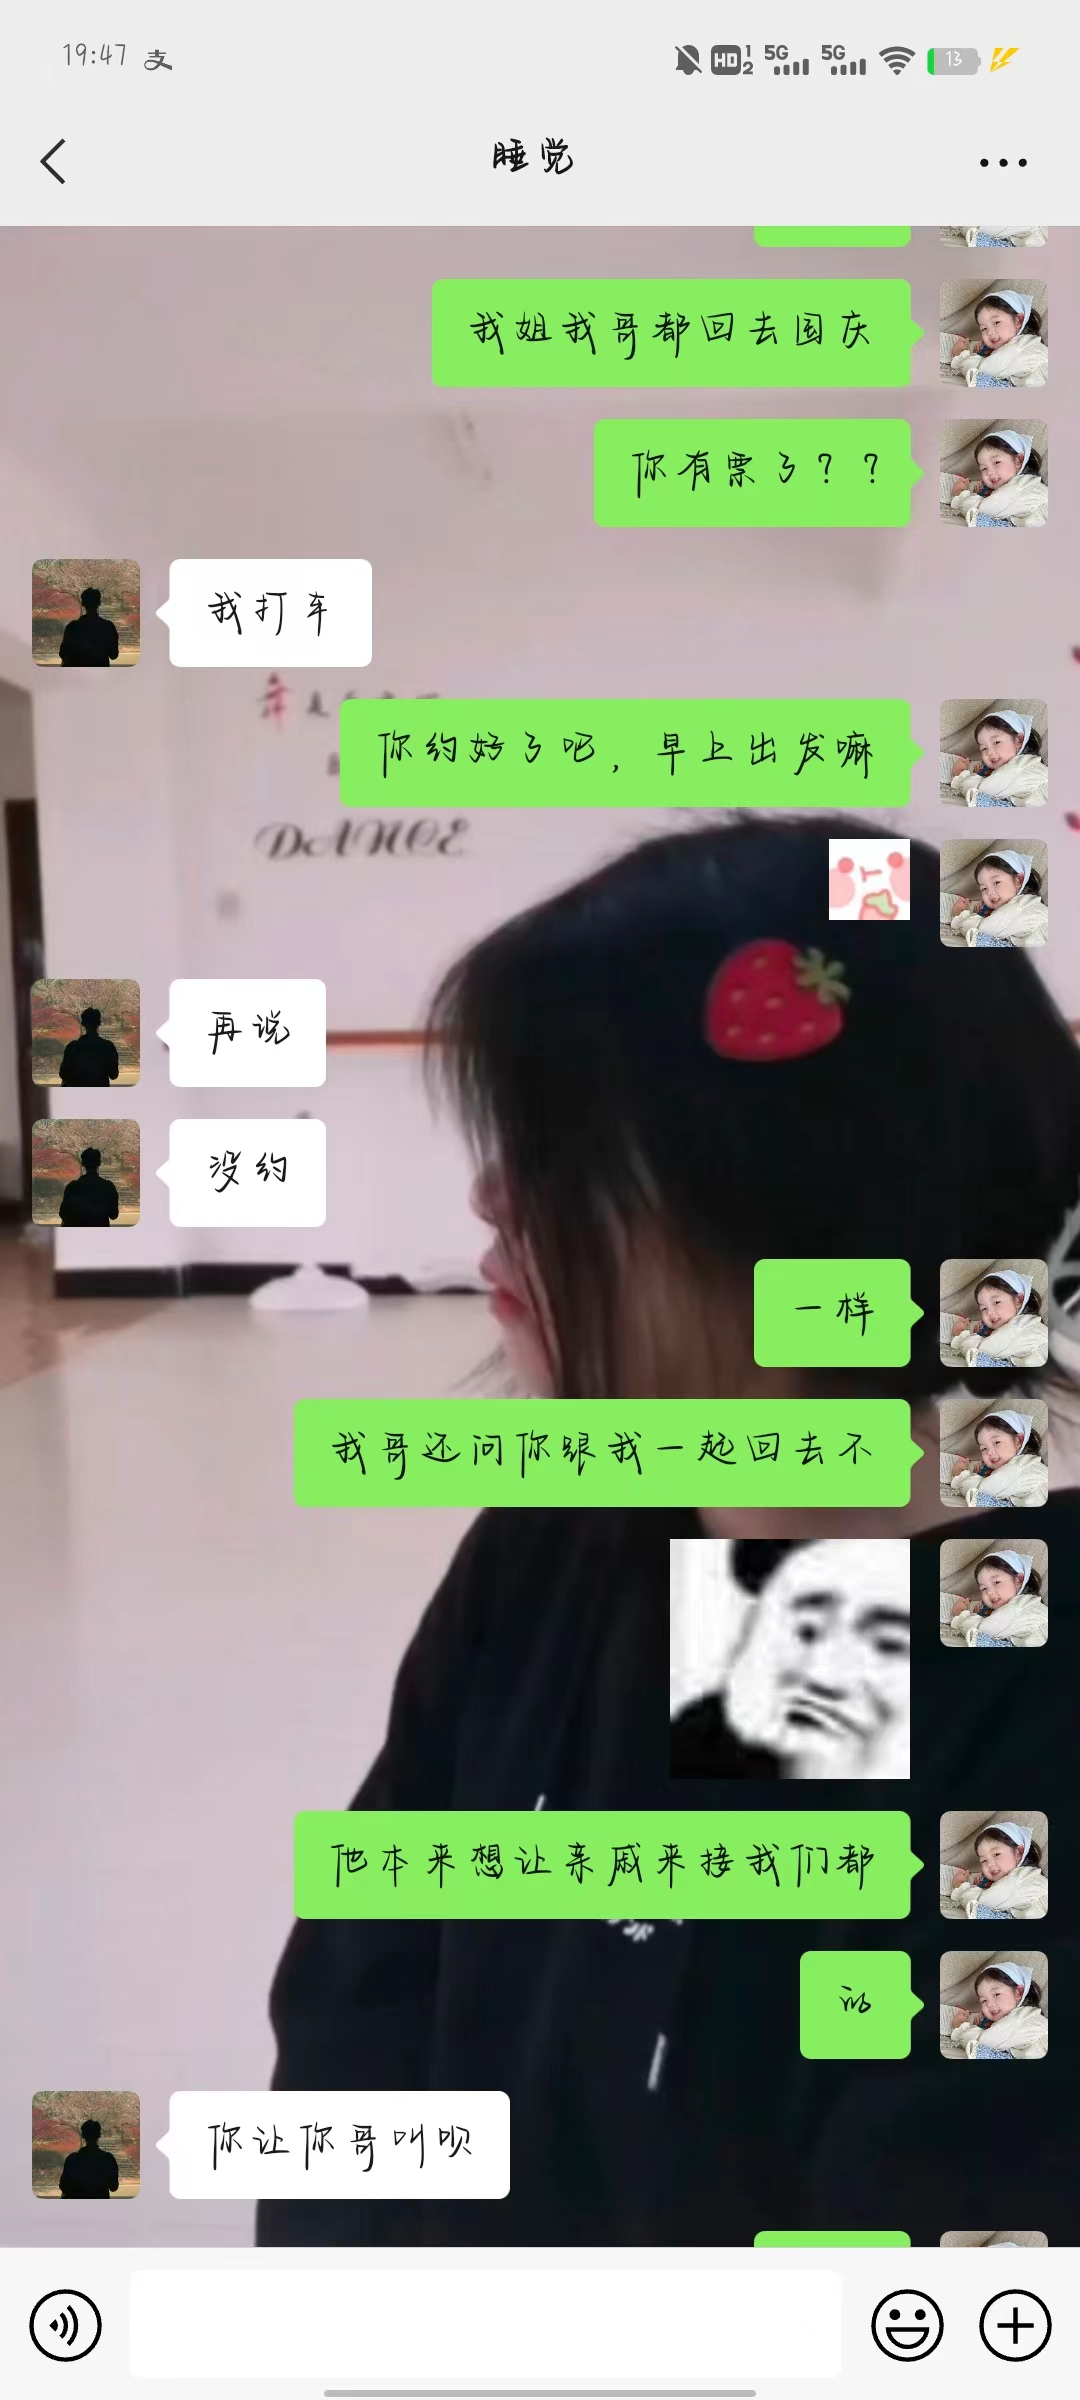 19:47 支
HD 1 2 5G 5G 13
睡觉
我姐我哥都回去国庆
你有票了？？
我打车
你约好了吧，早上出发嘛
DANCE
再说
没约
一样
我哥还问你跟我一起回去不
他本来想让亲戚来接我们都
的
你让你哥叫呗